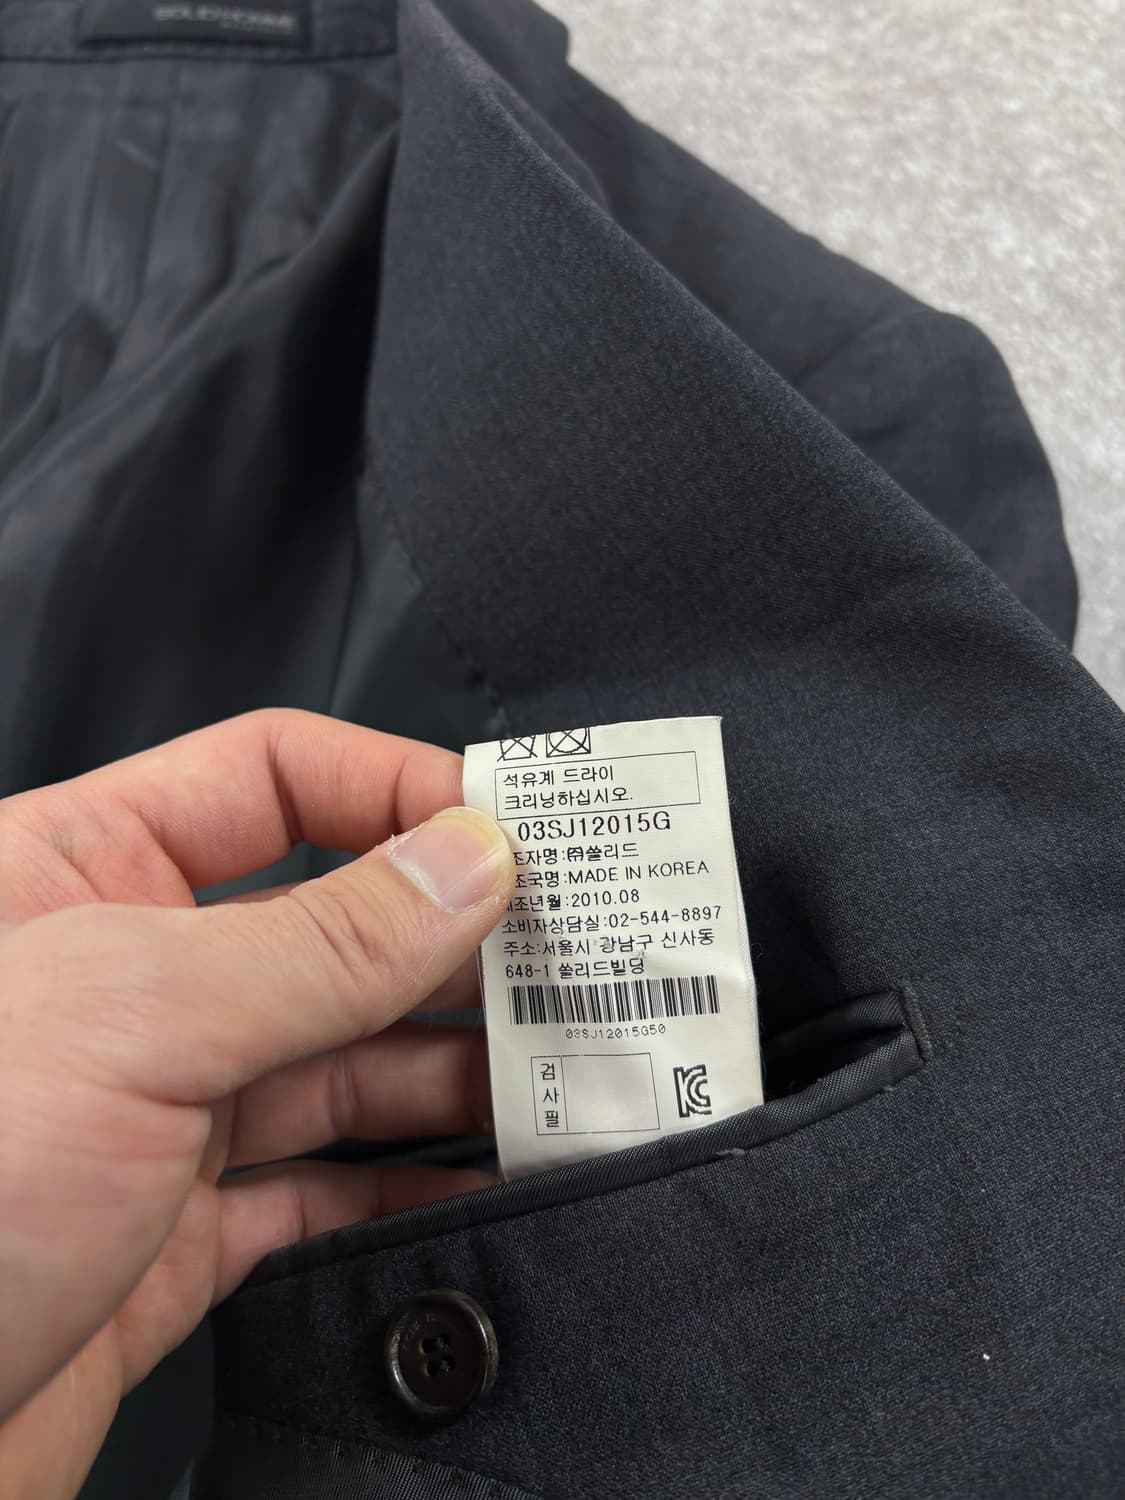 석유계 드라이
크리닝하십시오.
03SJ12015G
조자명:㈜쏠리드
조국명:MADE IN KOREA
제조년월:2010.08
소비자상담실:02-544-8897
주소:서울시 강남구 신사동
648-1 쏠리드빌딩
03SJ12015G50
검
사
필